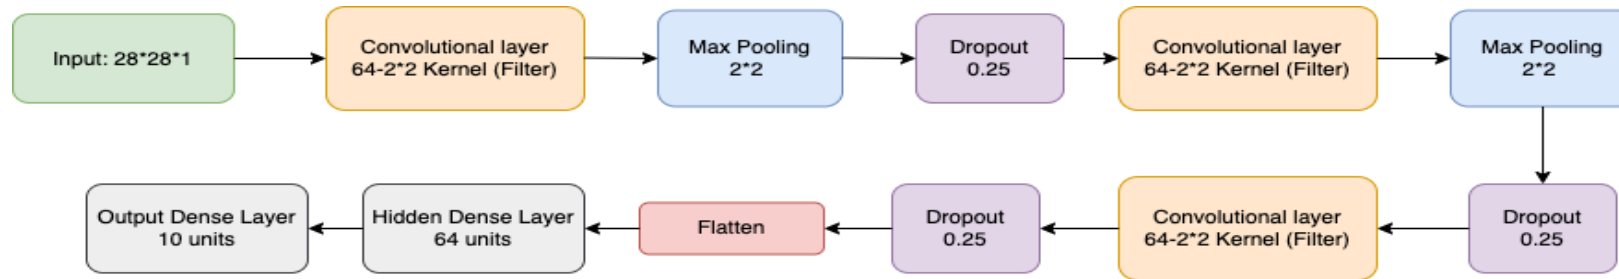 Input: 28*28*1
Convolutional layer
64-2*2 Kernel (Filter)
Max Pooling
2*2
Dropout
0.25
Convolutional layer
64-2*2 Kernel (Filter)
Max Pooling
2*2
Dropout
0.25
Convolutional layer
64-2*2 Kernel (Filter)
Dropout
0.25
Flatten
Hidden Dense Layer
64 units
Output Dense Layer
10 units